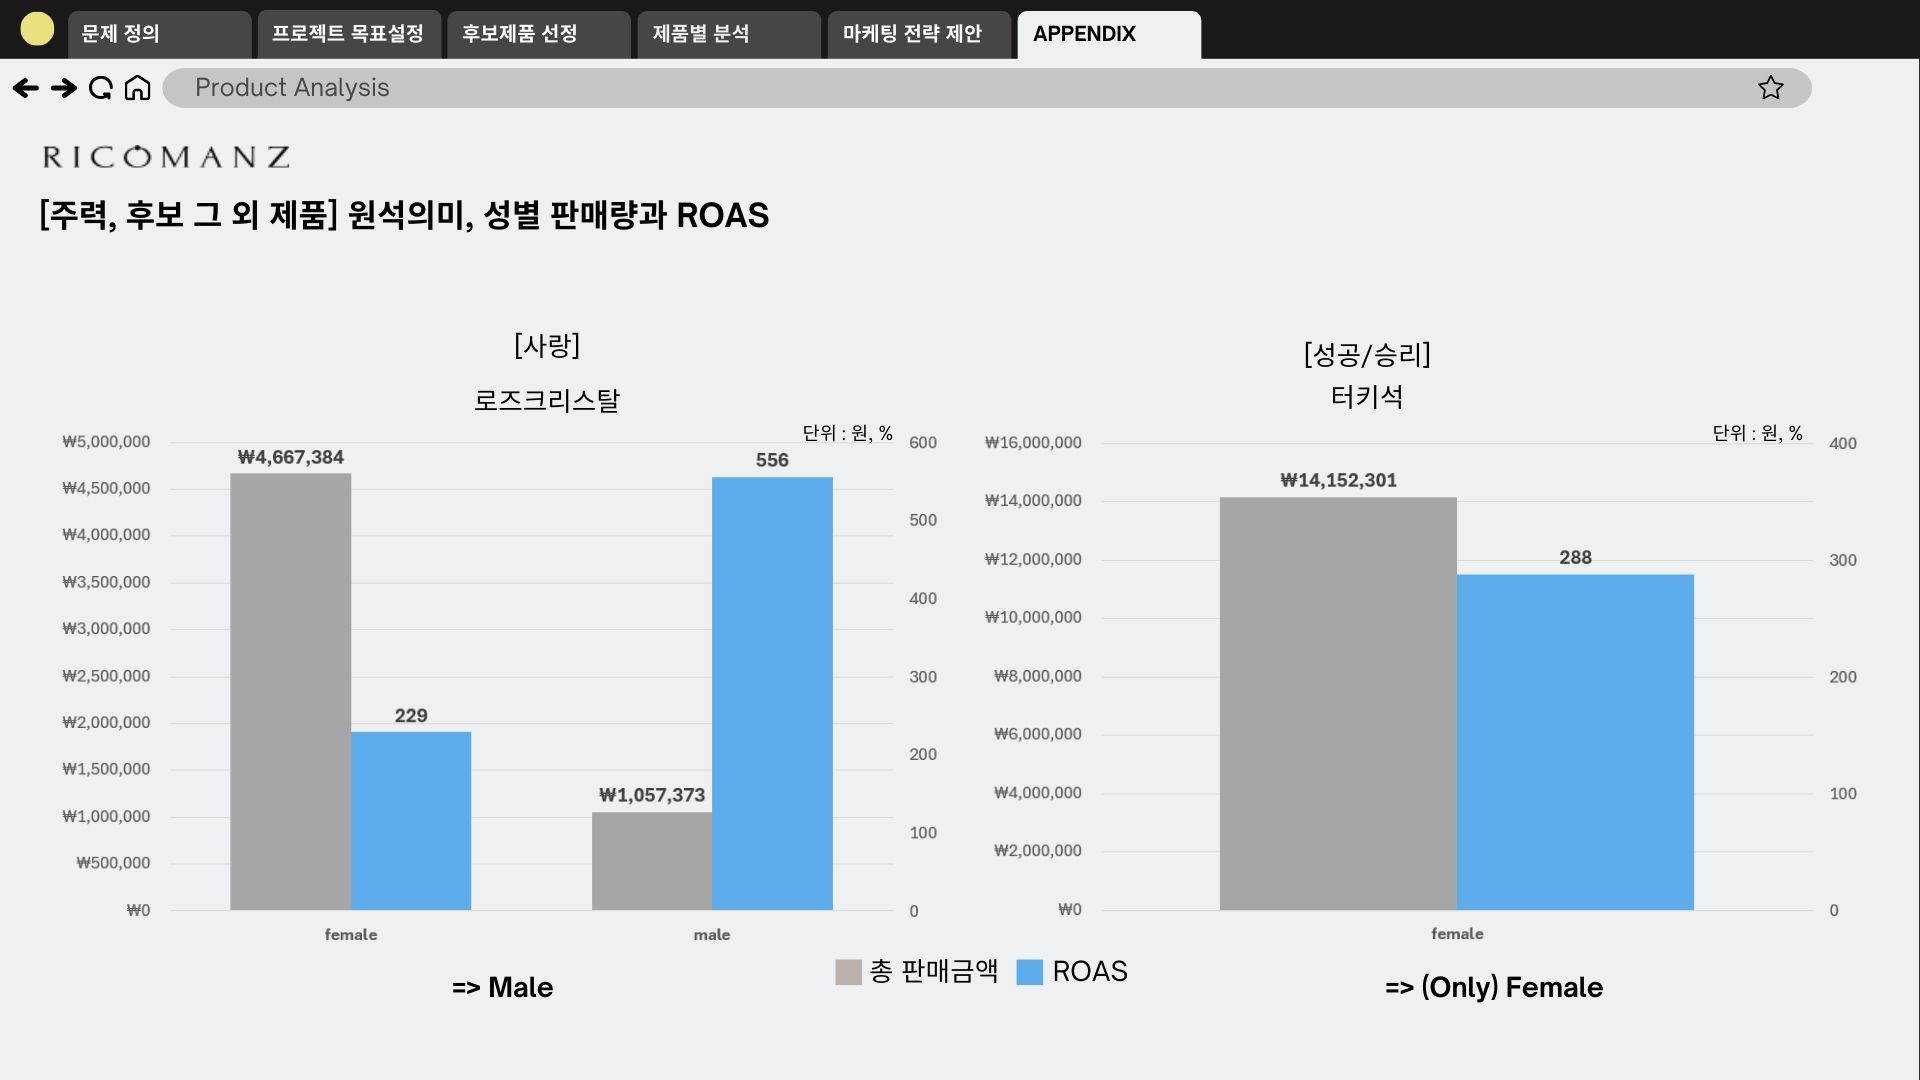 문제 정의
프로젝트 목표설정
후보제품 선정
제품별 분석
마케팅 전략 제안
APPENDIX
Product Analysis
RICOMANZ
[주력, 후보 그 외 제품] 원석의미, 성별 판매량과 ROAS
[사랑]
로즈크리스탈
단위 : 원, %
₩5,000,000
₩4,500,000
₩4,000,000
₩3,500,000
₩3,000,000
₩2,500,000
₩2,000,000
₩1,500,000
₩1,000,000
₩500,000
₩0
₩4,667,384
229
₩1,057,373
556
600
500
400
300
200
100
0
female
male
=> Male
[성공/승리]
터키석
단위 : 원, %
₩16,000,000
₩14,000,000
₩12,000,000
₩10,000,000
₩8,000,000
₩6,000,000
₩4,000,000
₩2,000,000
₩0
₩14,152,301
288
400
300
200
100
0
female
총 판매금액
ROAS
=> (Only) Female